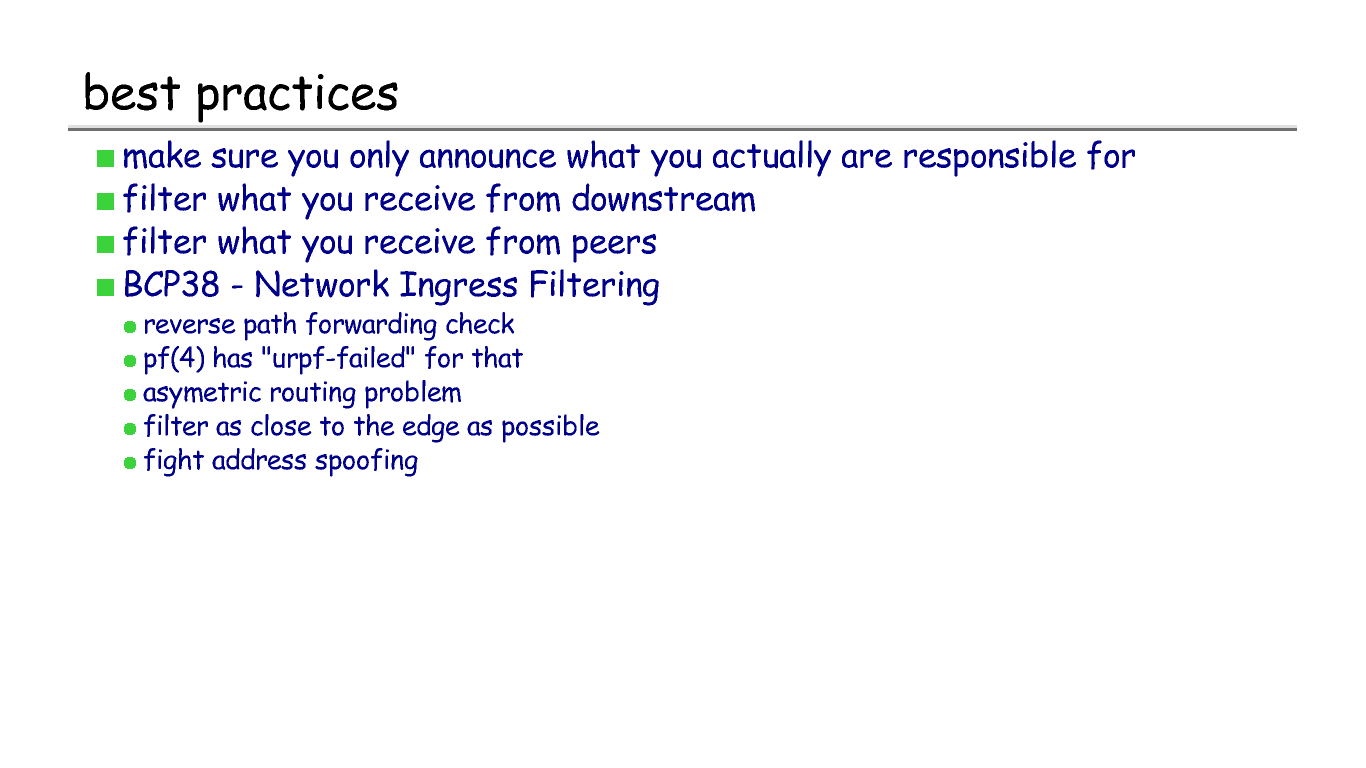 best practices
make sure you only announce what you actually are responsible for
filter what you receive from downstream
filter what you receive from peers
BCP38 - Network Ingress Filtering
reverse path forwarding check
pf(4) has "urpf-failed" for that
asymetric routing problem
filter as close to the edge as possible
fight address spoofing